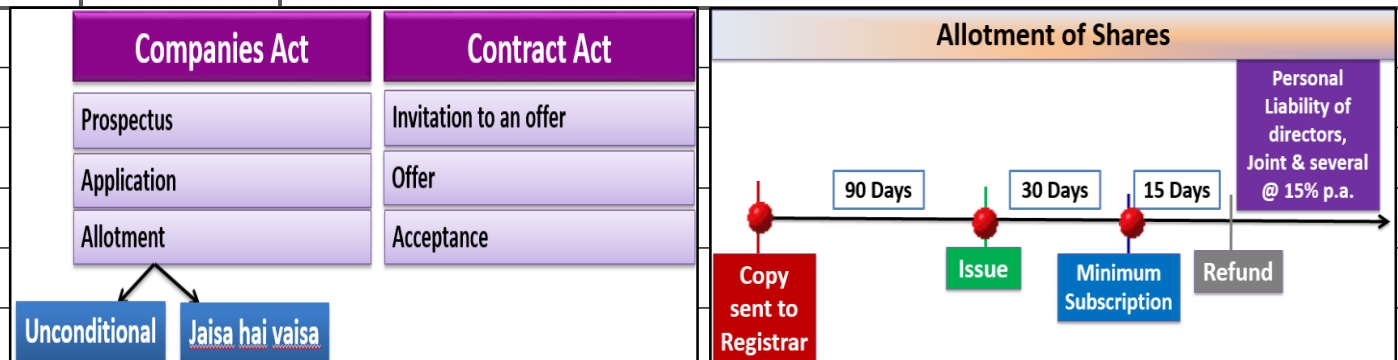 Companies Act
Contract Act
Prospectus
Invitation to an offer
Application
Offer
Allotment
Acceptance
Unconditional
Jaisa hai vaisa
Allotment of Shares
Personal
Liability of
directors,
Joint & several
@ 15% p.a.
90 Days
30 Days
15 Days
Copy
sent to
Registrar
Issue
Minimum
Subscription
Refund